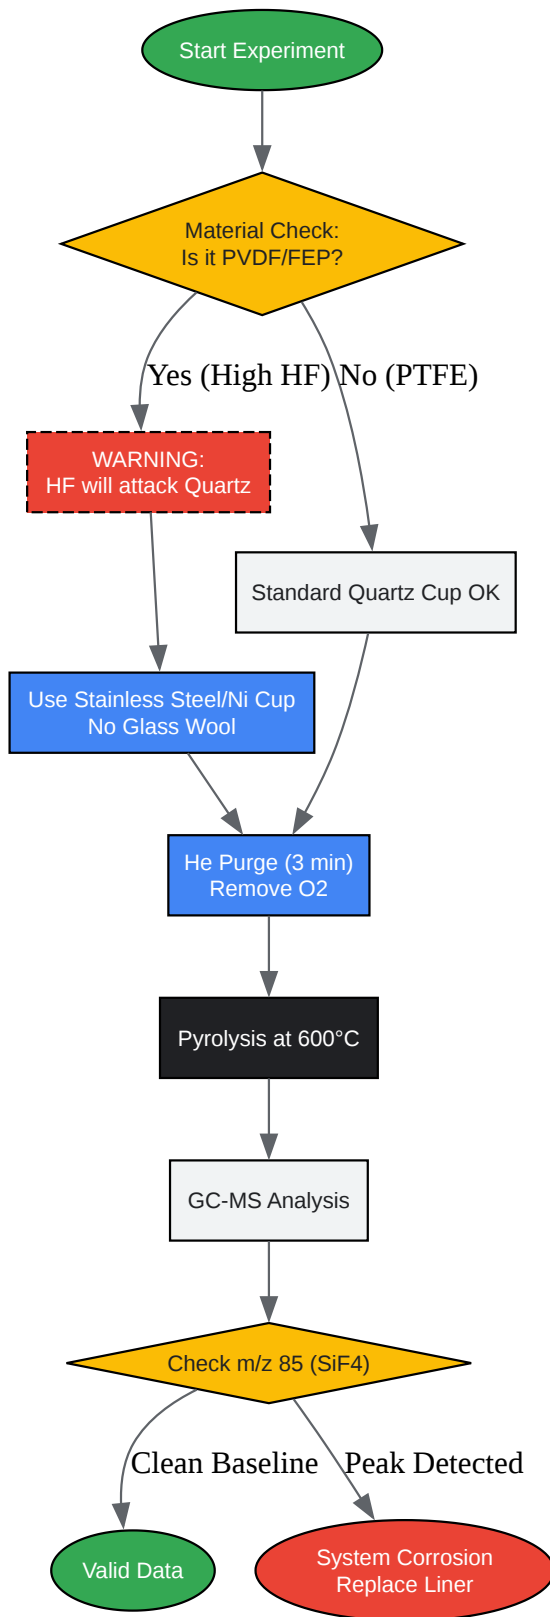 Start Experiment
Material Check:
Is it PVDF/FEP?
Yes (High HF)
No (PTFE)
WARNING:
HF will attack Quartz
Standard Quartz Cup OK
Use Stainless Steel/Ni Cup
No Glass Wool
He Purge (3 min)
Remove O2
Pyrolysis at 600°C
GC-MS Analysis
Check m/z 85 (SiF4)
Clean Baseline
Peak Detected
Valid Data
System Corrosion
Replace Liner